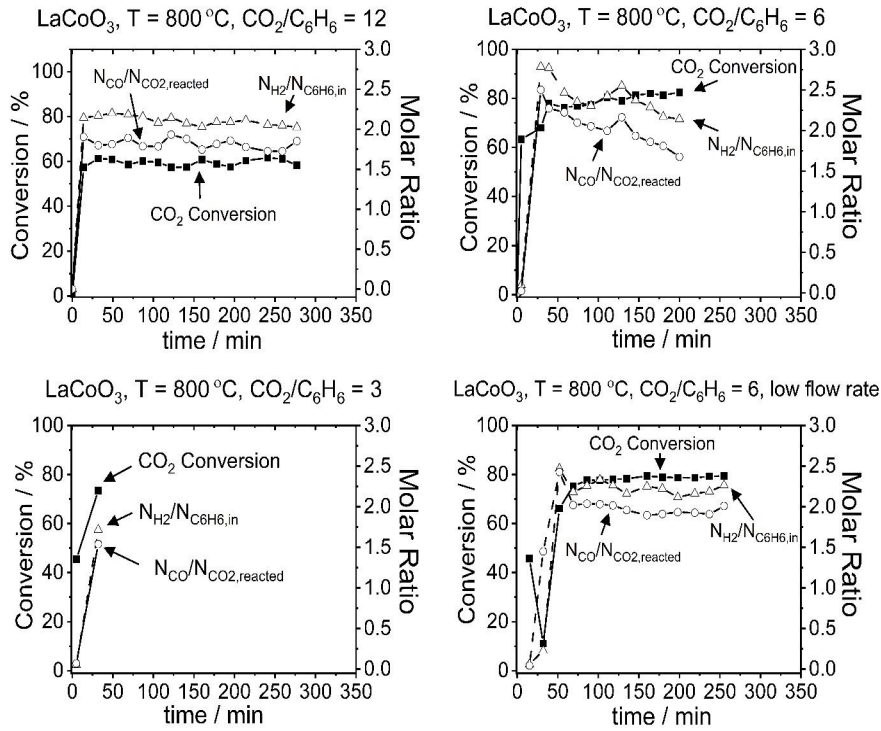 LaCoO3, T = 800 °C, CO2/C6H6 = 12
Conversion / %
100
80
60
40
20
0
NCO/NCO2,reacted
NH2/NC6H6,in
CO2 Conversion
3.0
2.5
2.0
1.5
1.0
0.5
0.0
Molar Ratio
0 50 100 150 200 250 300 350
time / min
LaCoO3, T = 800 °C, CO2/C6H6 = 6
Conversion / %
100
80
60
40
20
0
CO2 Conversion
NH2/NC6H6,in
NCO/NCO2,reacted
3.0
2.5
2.0
1.5
1.0
0.5
0.0
Molar Ratio
0 50 100 150 200 250 300 350
time / min
LaCoO3, T = 800 °C, CO2/C6H6 = 3
Conversion / %
100
80
60
40
20
0
CO2 Conversion
NH2/NC6H6,in
NCO/NCO2,reacted
3.0
2.5
2.0
1.5
1.0
0.5
0.0
Molar Ratio
0 50 100 150 200 250 300 350
time / min
LaCoO3, T = 800 °C, CO2/C6H6 = 6, low flow rate
Conversion / %
100
80
60
40
20
0
CO2 Conversion
NH2/NC6H6,in
NCO/NCO2,reacted
3.0
2.5
2.0
1.5
1.0
0.5
0.0
Molar Ratio
0 50 100 150 200 250 300 350
time / min